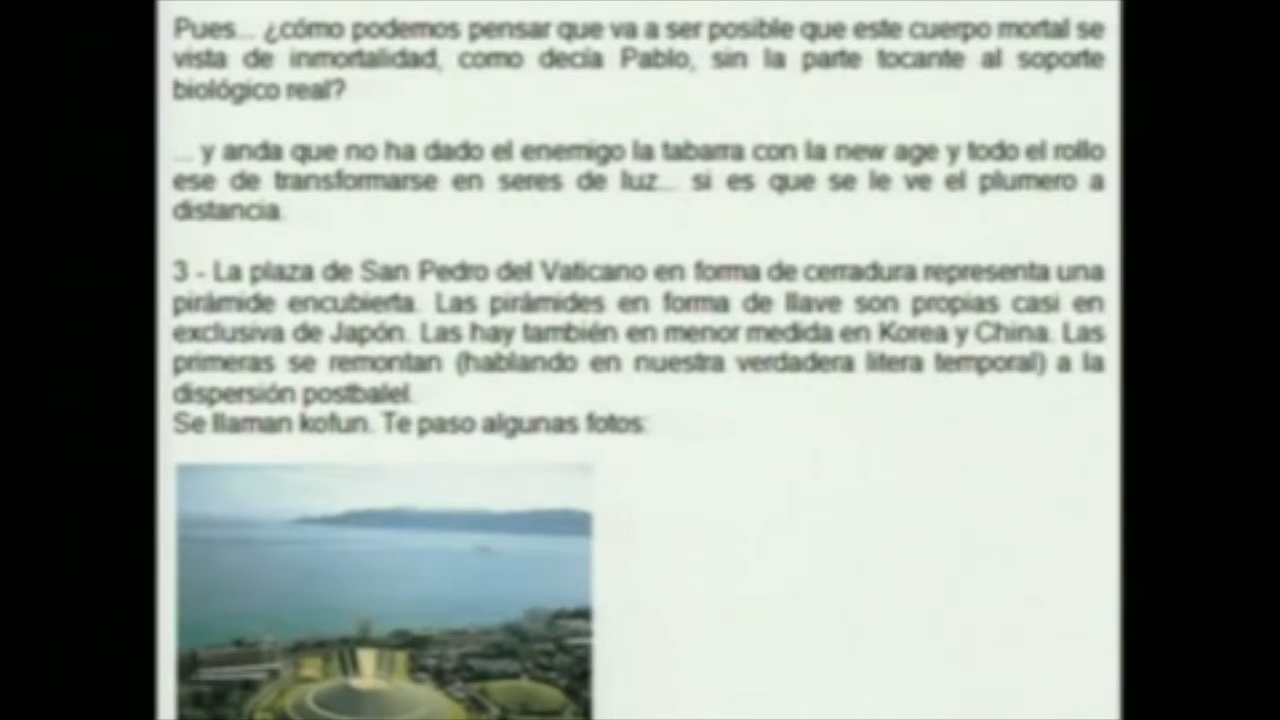 Pues... ¿cómo podemos pensar que va a ser posible que este cuerpo mortal se
vista de inmortalidad, como decía Pablo, sin la parte tocante al soporte
biológico real?
... y anda que no ha dado el enemigo la tabarra con la new age y todo el rollo
ese de transformarse en seres de luz... si es que se le ve el plumero a
distancia.
3 - La plaza de San Pedro del Vaticano en forma de cerradura representa una
pirámide encubierta. Las pirámides en forma de llave son propias casi en
exclusiva de Japón. Las hay también en menor medida en Korea y China. Las
primeras se remontan (hablando en nuestra verdadera litera temporal) a la
dispersión postbalel.
Se llaman kofun. Te paso algunas fotos: